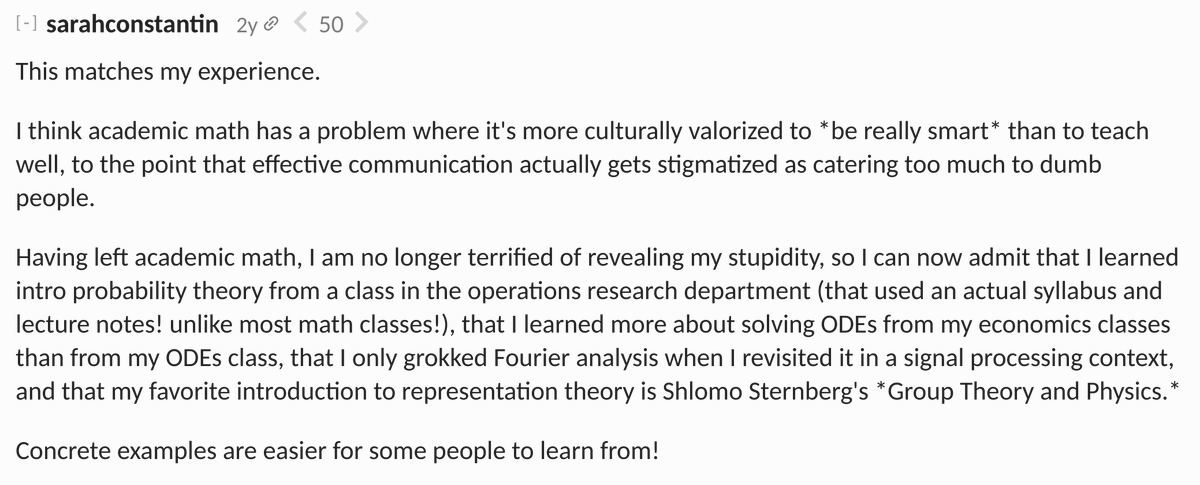 [-] sarahconstantin 2y 50
This matches my experience.
I think academic math has a problem where it's more culturally valorized to *be really smart* than to teach
well, to the point that effective communication actually gets stigmatized as catering too much to dumb
people.
Having left academic math, I am no longer terrified of revealing my stupidity, so I can now admit that I learned
intro probability theory from a class in the operations research department (that used an actual syllabus and
lecture notes! unlike most math classes!), that I learned more about solving ODEs from my economics classes
than from my ODEs class, that I only grokked Fourier analysis when I revisited it in a signal processing context,
and that my favorite introduction to representation theory is Shlomo Sternberg's *Group Theory and Physics.*
Concrete examples are easier for some people to learn from!